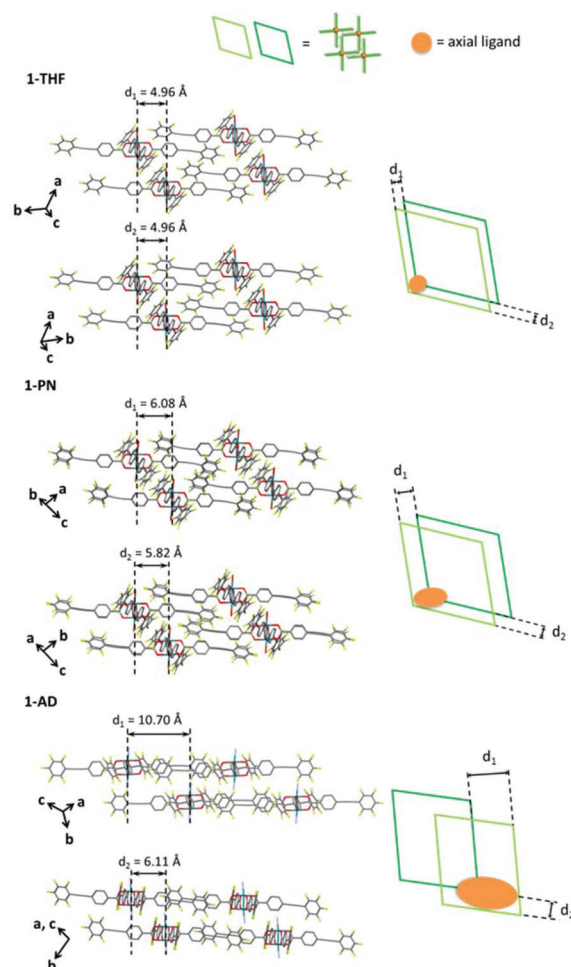 = = axial ligand
1-THF
d₁ = 4.96 Å
d₁
a
b
c
d₂ = 4.96 Å
d₂
a
b
c
1-PN
d₁ = 6.08 Å
d₁
b
a
c
d₂ = 5.82 Å
d₂
a
b
c
1-AD
d₁ = 10.70 Å
d₁
c
a
b
d₂ = 6.11 Å
d₂
a, c
b